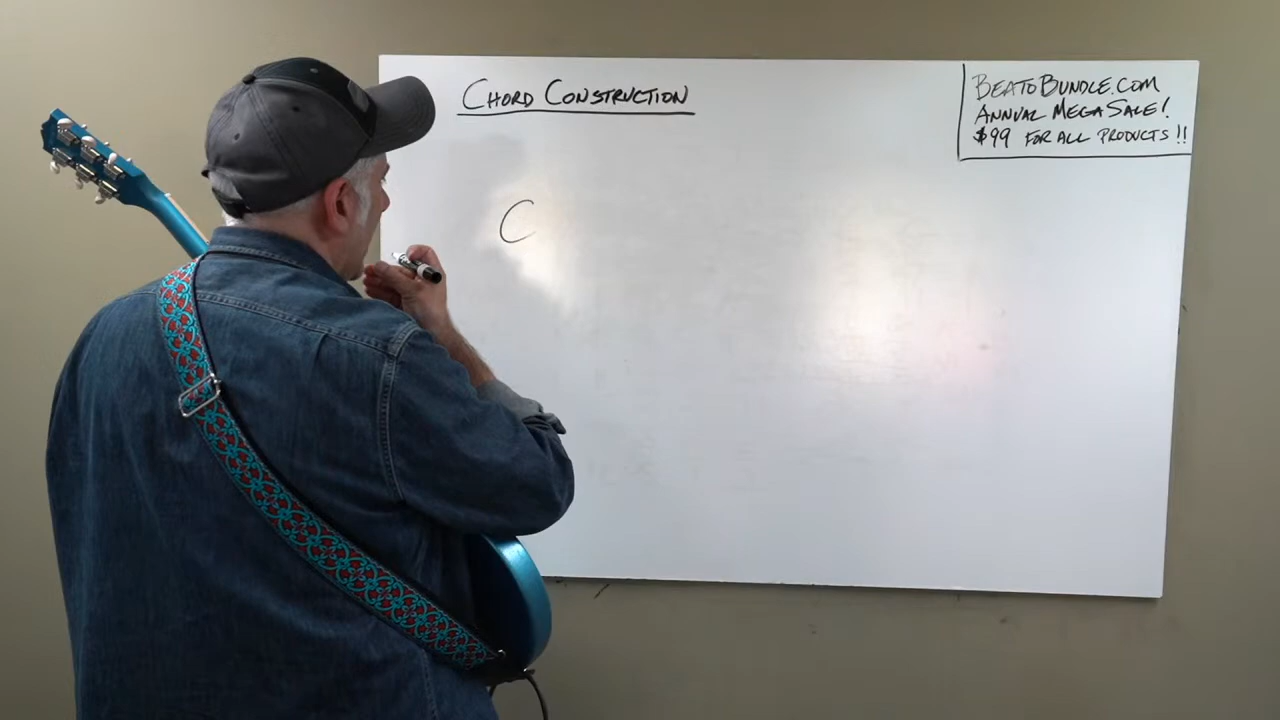 CHORD CONSTRUCTION
BEATOBUNDLE.COM
ANNUAL MEGA SALE!
$99 FOR ALL PRODUCTS!!
C